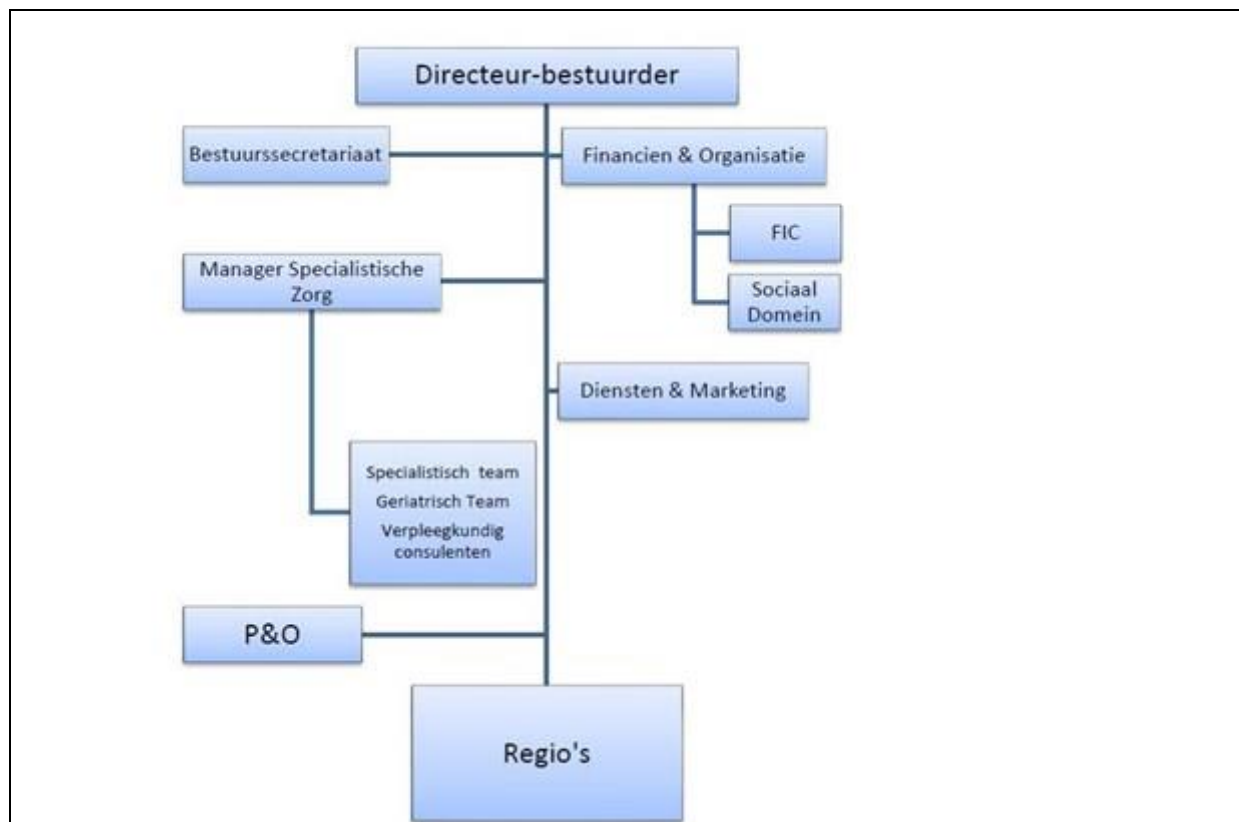 Directeur-bestuurder
Bestuurssecretariaat
Financien & Organisatie
FIC
Manager Specialistische
Zorg
Sociaal
Domein
Diensten & Marketing
Specialistisch team
Geriatrisch Team
Verpleegkundig
consulenten
P&O
Regio's